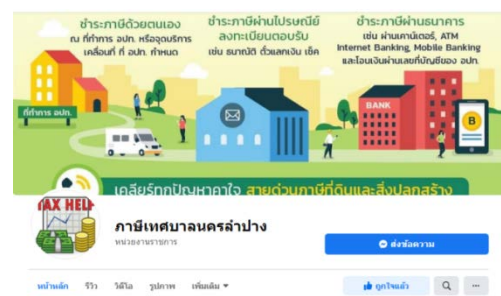 ชำระภาษีด้วยตนเอง
ณ ที่ทำการ อปท. หรือจุดบริการ
เคลื่อนที่ ที่ อปท. กำหนด
ชำระภาษีผ่านไปรษณีย์
ลงทะเบียนตอบรับ
เช่น ธนาณัติ ตั๋วแลกเงิน เช็ค
ชำระภาษีผ่านธนาคาร
เช่น ผ่านเคาน์เตอร์, ATM
Internet Banking, Mobile Banking
และโอนเงินผ่านเลขที่บัญชีของ อปท.
ที่ทำการ อปท.
BANK
B
เคลียร์ทุกปัญหาคาใจ สายด่วนภาษีที่ดินและสิ่งปลูกสร้าง
TAX HELP
ภาษีเทศบาลนครลำปาง
หน่วยงานราชการ
ส่งข้อความ
หน้าหลัก รีวิว วิดีโอ รูปภาพ เพิ่มเติม
ถูกใจแล้ว